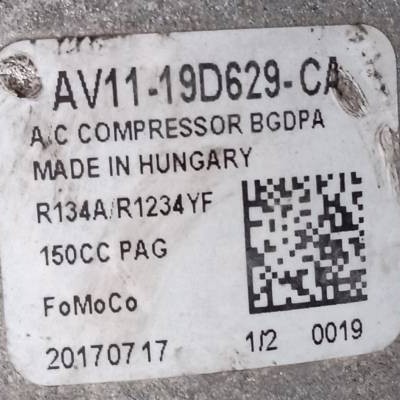 AV11-19D629-CA
A/C COMPRESSOR BGDPA
MADE IN HUNGARY
R134A/R1234YF
150CC PAG
FoMoCo
20170717 1/2 0019